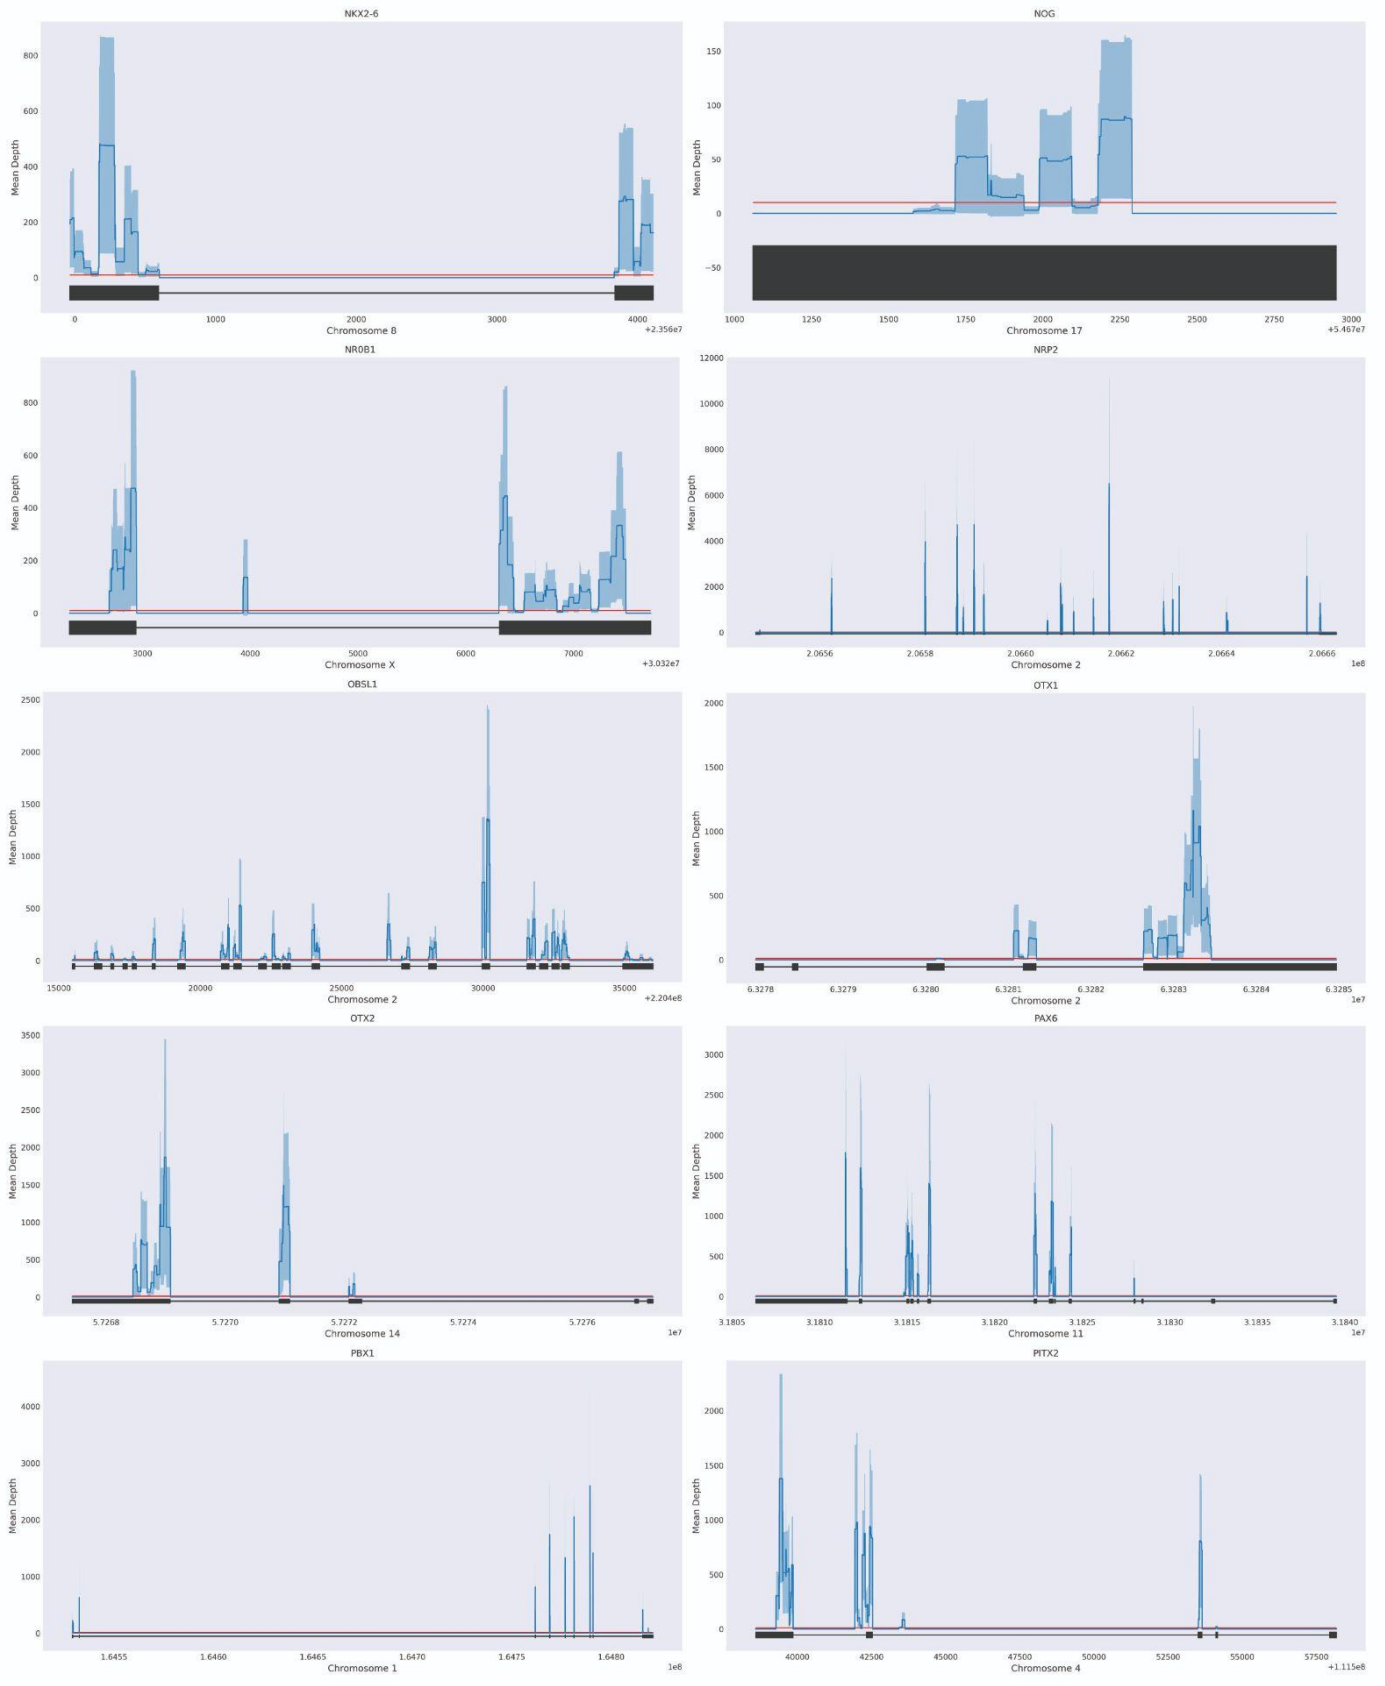 NKX2-6
Mean Depth
800
600
400
200
0
0 1000 2000 3000 4000
Chromosome 8
+2.356e7
NOG
Mean Depth
150
100
50
0
−50
1000 1250 1500 1750 2000 2250 2500 2750 3000
Chromosome 17
+5.467e7
NR0B1
Mean Depth
800
600
400
200
0
3000 4000 5000 6000 7000
Chromosome X
+3.032e7
NRP2
Mean Depth
12000
10000
8000
6000
4000
2000
0
2.0656 2.0658 2.0660 2.0662 2.0664 2.0666
Chromosome 2
1e8
OBSL1
Mean Depth
2500
2000
1500
1000
500
0
15000 20000 25000 30000 35000
Chromosome 2
+2.204e8
OTX1
Mean Depth
2000
1500
1000
500
0
6.3278 6.3279 6.3280 6.3281 6.3282 6.3283 6.3284 6.3285
Chromosome 2
1e7
OTX2
Mean Depth
3500
3000
2500
2000
1500
1000
500
0
5.7268 5.7270 5.7272 5.7274 5.7276
Chromosome 14
1e7
PAX6
Mean Depth
3000
2500
2000
1500
1000
500
0
3.1805 3.1810 3.1815 3.1820 3.1825 3.1830 3.1835 3.1840
Chromosome 11
1e7
PBX1
Mean Depth
4000
3000
2000
1000
0
1.6455 1.6460 1.6465 1.6470 1.6475 1.6480
Chromosome 1
1e8
PITX2
Mean Depth
2000
1500
1000
500
0
40000 42500 45000 47500 50000 52500 55000 57500
Chromosome 4
+1.115e8